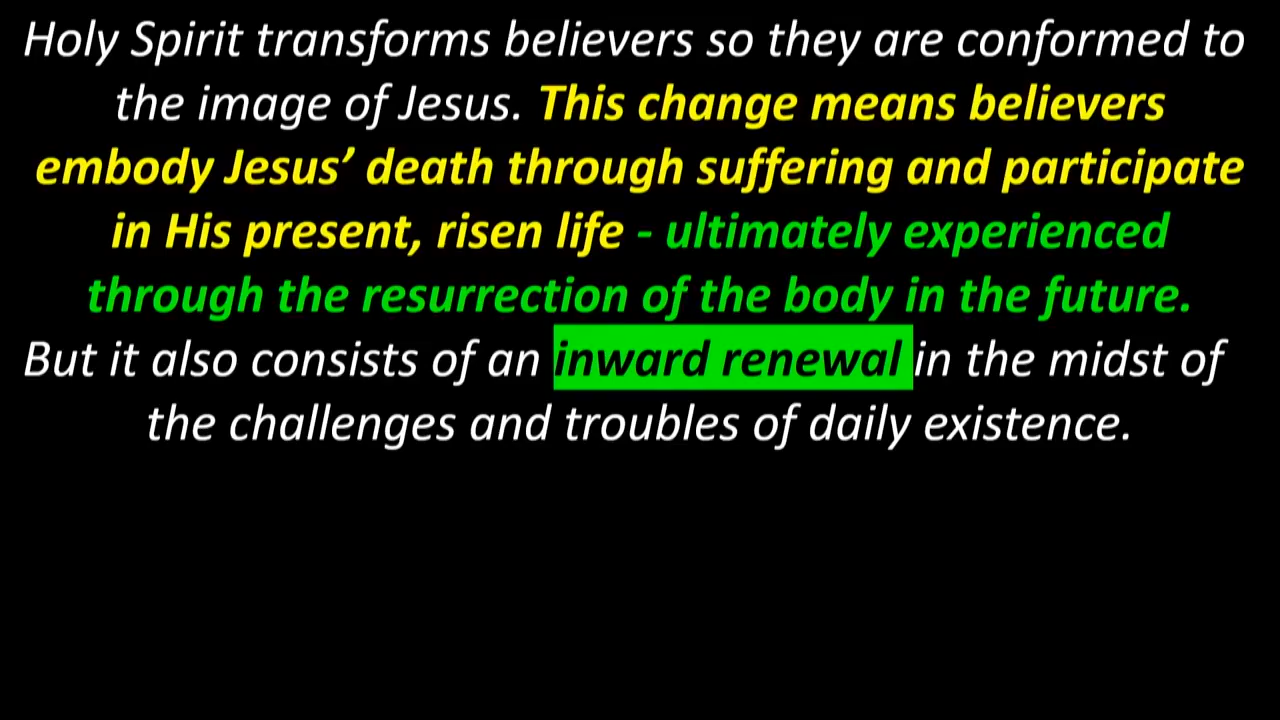 Holy Spirit transforms believers so they are conformed to
the image of Jesus. This change means believers
embody Jesus’ death through suffering and participate
in His present, risen life - ultimately experienced
through the resurrection of the body in the future.
But it also consists of an inward renewal in the midst of
the challenges and troubles of daily existence.